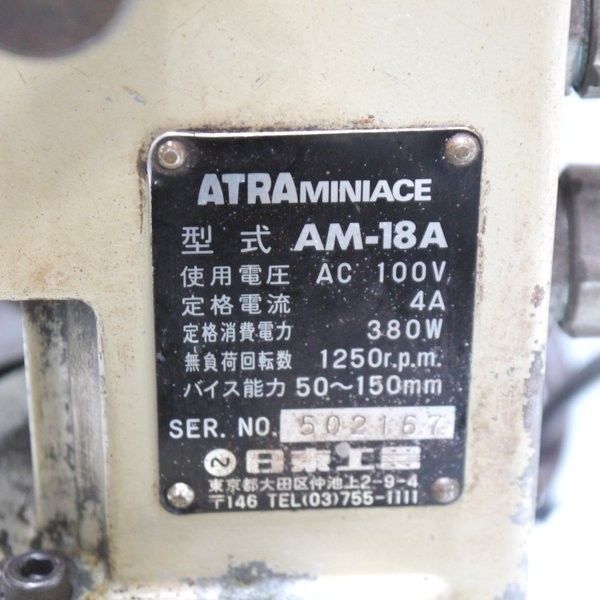 ATRAMINIACE
型式 AM-18A
使用電圧 AC 100V
定格電流 4A
定格消費電力 380W
無負荷回転数 1250r.p.m.
バイス能力 50～150mm
SER. NO. 502167
日東工器
東京都大田区仲池上2-9-4
〒146 TEL(03)755-1111